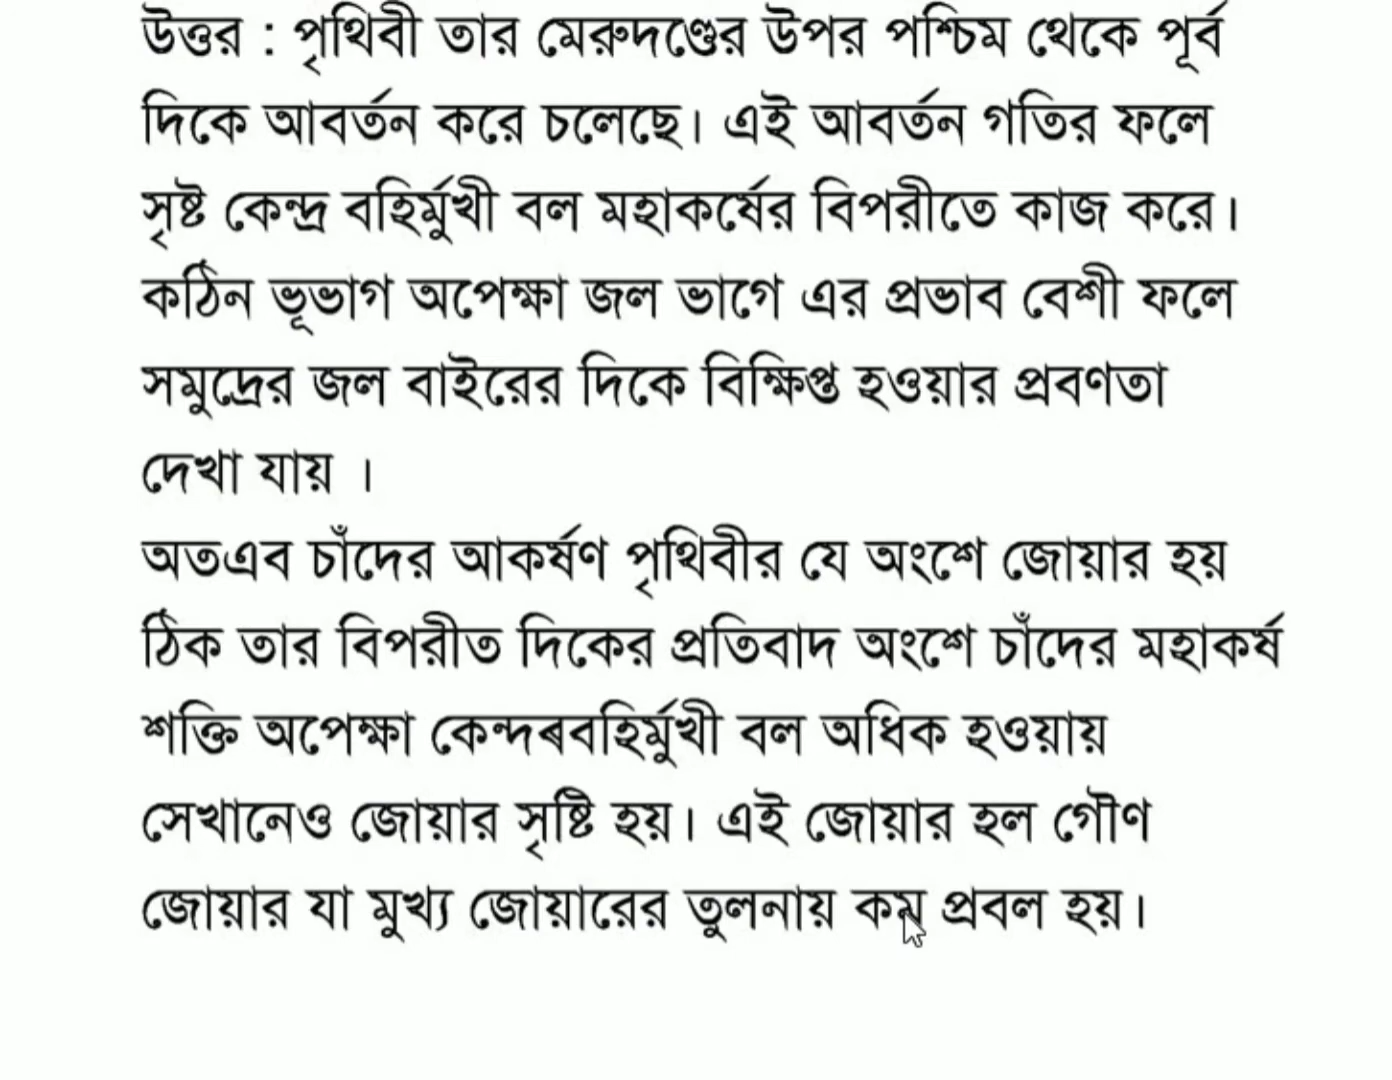 উত্তর : পৃথিবী তার মেরুদণ্ডের উপর পশ্চিম থেকে পূর্ব
দিকে আবর্তন করে চলেছে। এই আবর্তন গতির ফলে
সৃষ্ট কেন্দ্র বহির্মুখী বল মহাকর্ষের বিপরীতে কাজ করে।
কঠিন ভূভাগ অপেক্ষা জল ভাগে এর প্রভাব বেশী ফলে
সমুদ্রের জল বাইরের দিকে বিক্ষিপ্ত হওয়ার প্রবণতা
দেখা যায় ।
অতএব চাঁদের আকর্ষণ পৃথিবীর যে অংশে জোয়ার হয়
ঠিক তার বিপরীত দিকের প্রতিবাদ অংশে চাঁদের মহাকর্ষ
শক্তি অপেক্ষা কেন্দৰবহির্মুখী বল অধিক হওয়ায়
সেখানেও জোয়ার সৃষ্টি হয়। এই জোয়ার হল গৌণ
জোয়ার যা মুখ্য জোয়ারের তুলনায় কম প্রবল হয়।